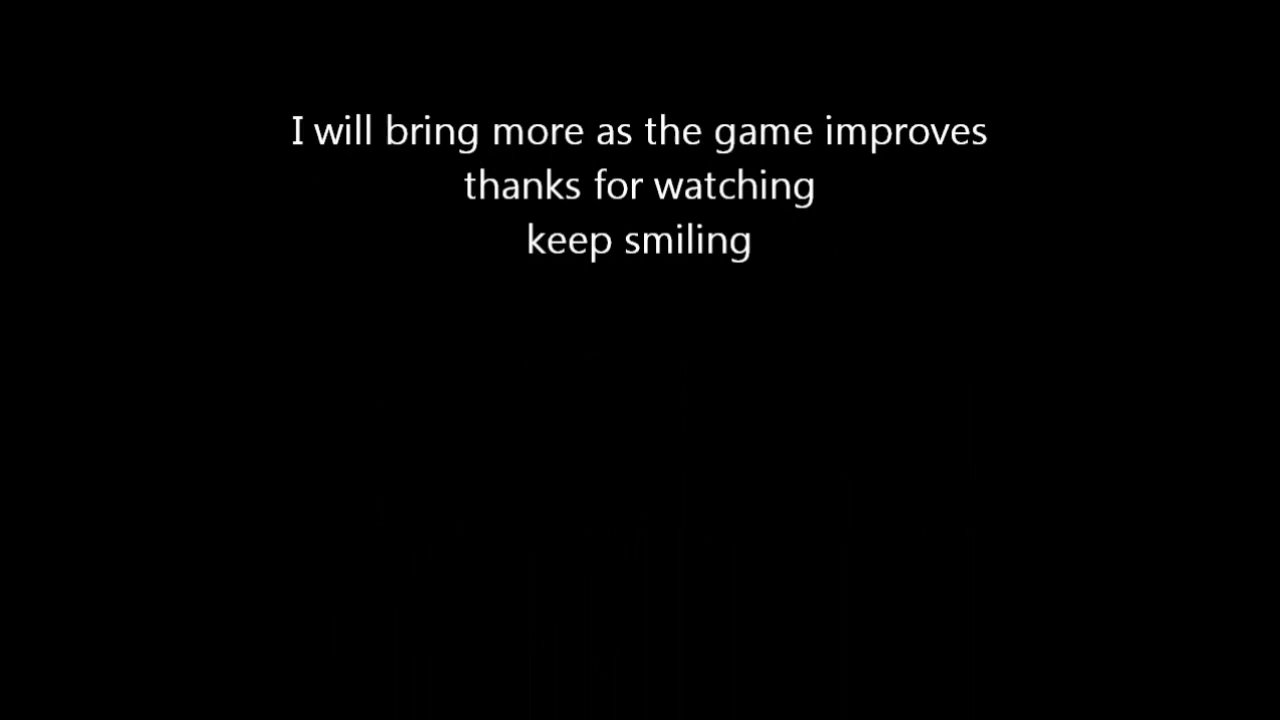 I will bring more as the game improves
thanks for watching
keep smiling